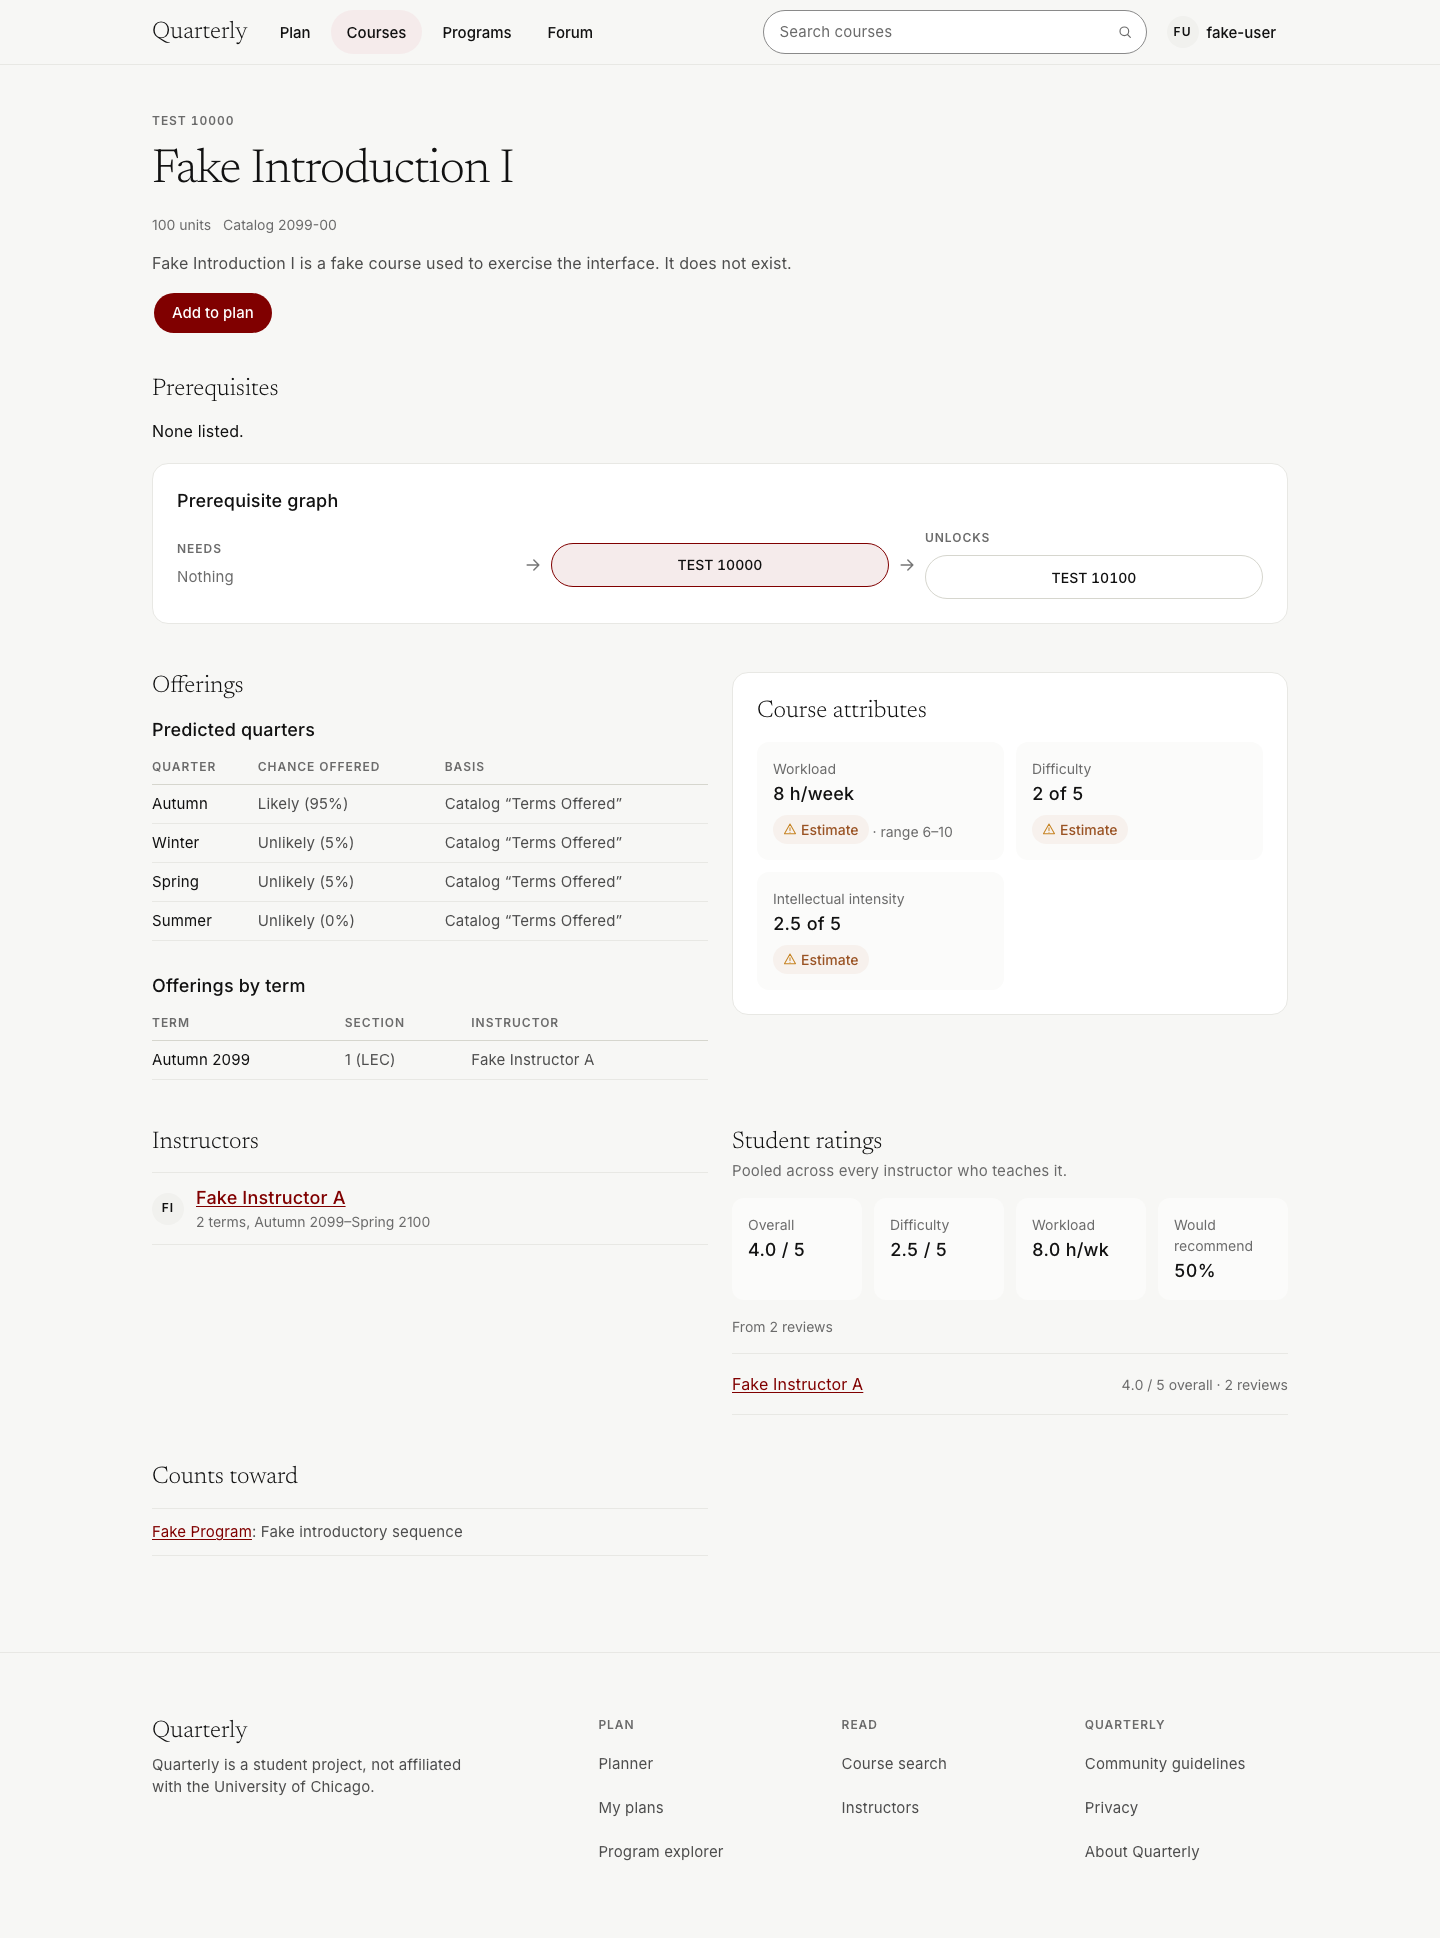 Quarterly
Plan
Courses
Programs
Forum
Search courses
FU
fake-user
TEST 10000
Fake Introduction I
100 units Catalog 2099-00
Fake Introduction I is a fake course used to exercise the interface. It does not exist.
Add to plan
Prerequisites
None listed.
Prerequisite graph
NEEDS
Nothing
→
TEST 10000
→
UNLOCKS
TEST 10100
Offerings
Predicted quarters
QUARTER CHANCE OFFERED BASIS
Autumn Likely (95%) Catalog “Terms Offered”
Winter Unlikely (5%) Catalog “Terms Offered”
Spring Unlikely (5%) Catalog “Terms Offered”
Summer Unlikely (0%) Catalog “Terms Offered”
Offerings by term
TERM SECTION INSTRUCTOR
Autumn 2099 1 (LEC) Fake Instructor A
Course attributes
Workload
8 h/week
Estimate · range 6–10
Difficulty
2 of 5
Estimate
Intellectual intensity
2.5 of 5
Estimate
Instructors
FI
Fake Instructor A
2 terms, Autumn 2099–Spring 2100
Student ratings
Pooled across every instructor who teaches it.
Overall
4.0 / 5
Difficulty
2.5 / 5
Workload
8.0 h/wk
Would
recommend
50%
From 2 reviews
Fake Instructor A 4.0 / 5 overall · 2 reviews
Counts toward
Fake Program: Fake introductory sequence
Quarterly
Quarterly is a student project, not affiliated
with the University of Chicago.
PLAN
Planner
My plans
Program explorer
READ
Course search
Instructors
QUARTERLY
Community guidelines
Privacy
About Quarterly